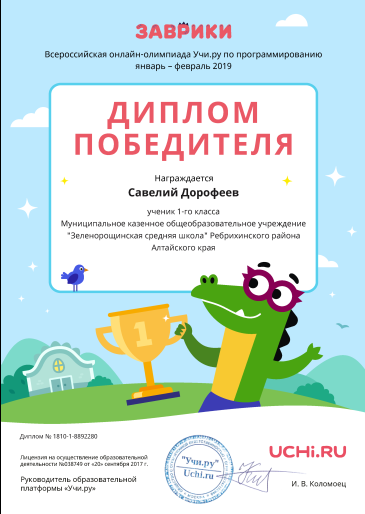 ЗАВРИКИ
Всероссийская онлайн-олимпиада Учи.ру по программированию
январь – февраль 2019
ДИПЛОМ
ПОБЕДИТЕЛЯ
Награждается
Савелий Дорофеев
ученик 1-го класса
Муниципальное казенное общеобразовательное учреждение
"Зеленорощинская средняя школа" Ребрихинского района
Алтайского края
1
Диплом № 1810-1-8892280
Лицензия на осуществление образовательной
деятельности №038749 от «20» сентября 2017 г.
Руководитель образовательной
платформы «Учи.ру»
"Учи.ру"
Uchi.ru
UCHi.RU
И. В. Коломоец